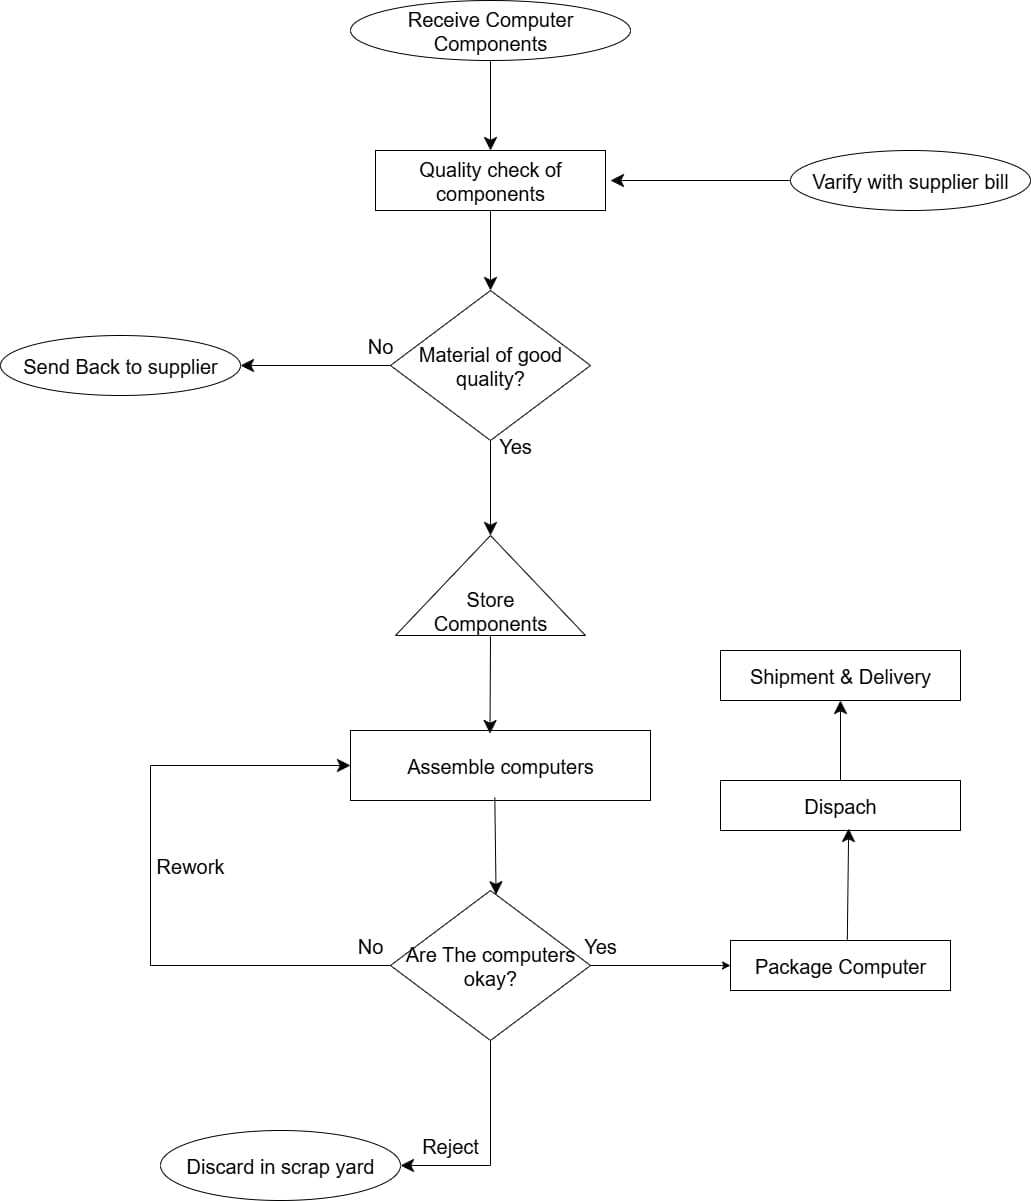 Receive Computer
Components
Quality check of
components
Varify with supplier bill
No
Material of good
quality?
Send Back to supplier
Yes
Store
Components
Shipment & Delivery
Assemble computers
Dispach
Rework
No
Are The computers
okay?
Yes
Package Computer
Reject
Discard in scrap yard